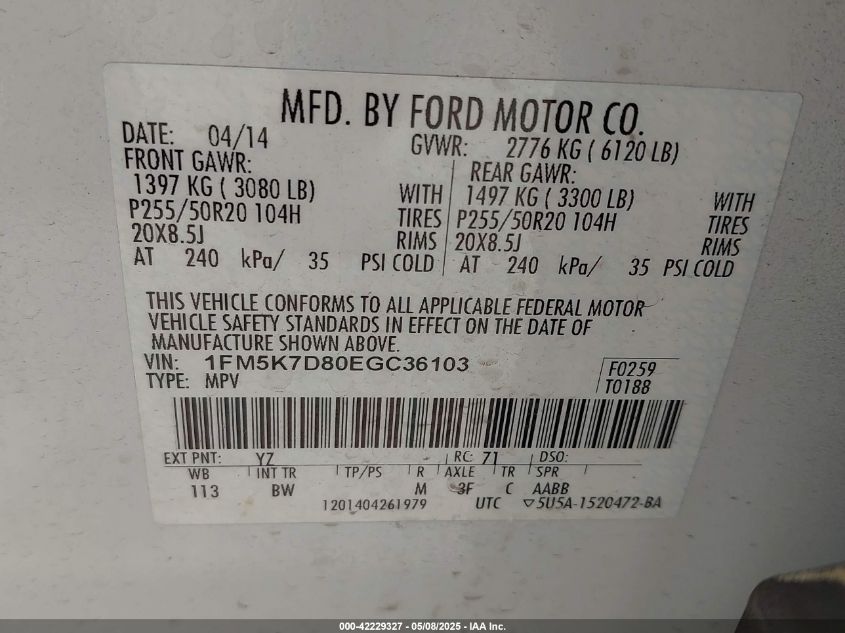 MFD. BY FORD MOTOR CO.
DATE: 04/14 GVWR: 2776 KG ( 6120 LB)
FRONT GAWR: REAR GAWR:
1397 KG ( 3080 LB) WITH 1497 KG ( 3300 LB) WITH
P255/50R20 104H TIRES P255/50R20 104H TIRES
20X8.5J RIMS 20X8.5J RIMS
AT 240 kPa/ 35 PSI COLD AT 240 kPa/ 35 PSI COLD
THIS VEHICLE CONFORMS TO ALL APPLICABLE FEDERAL MOTOR
VEHICLE SAFETY STANDARDS IN EFFECT ON THE DATE OF
MANUFACTURE SHOWN ABOVE.
VIN: 1FM5K7D80EGC36103 F0259
TYPE: MPV T0188
EXT PNT: YZ RC: 71 DSO:
WB INT TR TP/PS R AXLE TR SPR
113 BW M 3F C AABB
1201404261979 UTC ▽5U5A-1520472-BA
000-42229327 - 05/08/2025 - IAA Inc.